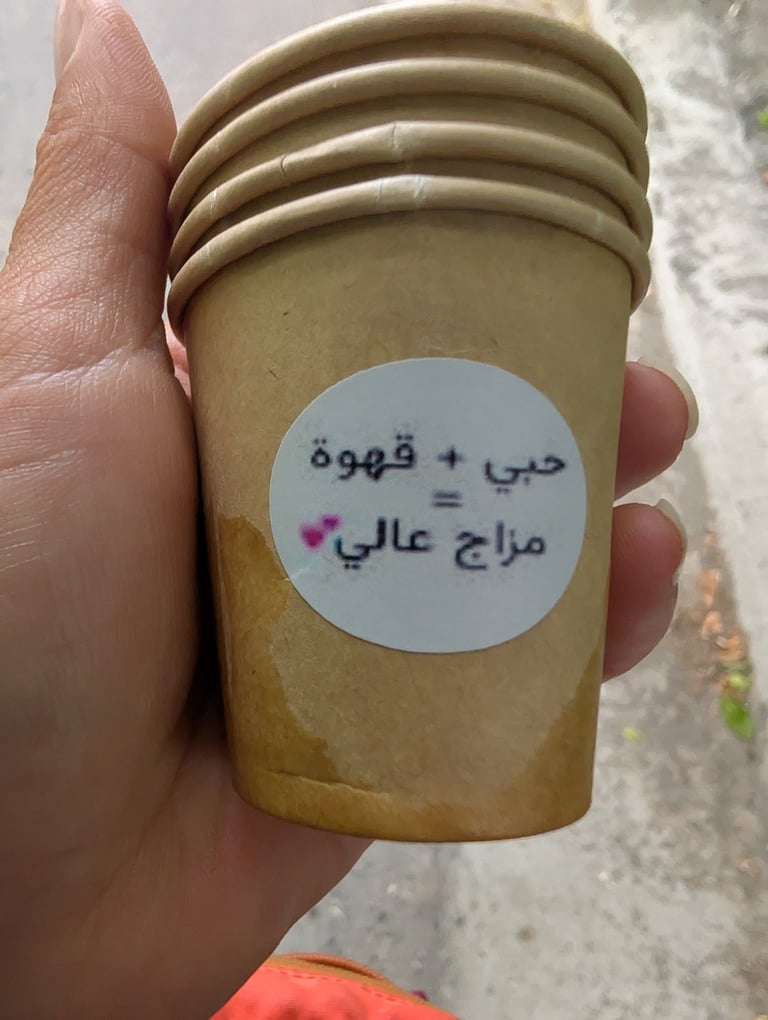 حبي + قهوة
=
مزاج عالي💕